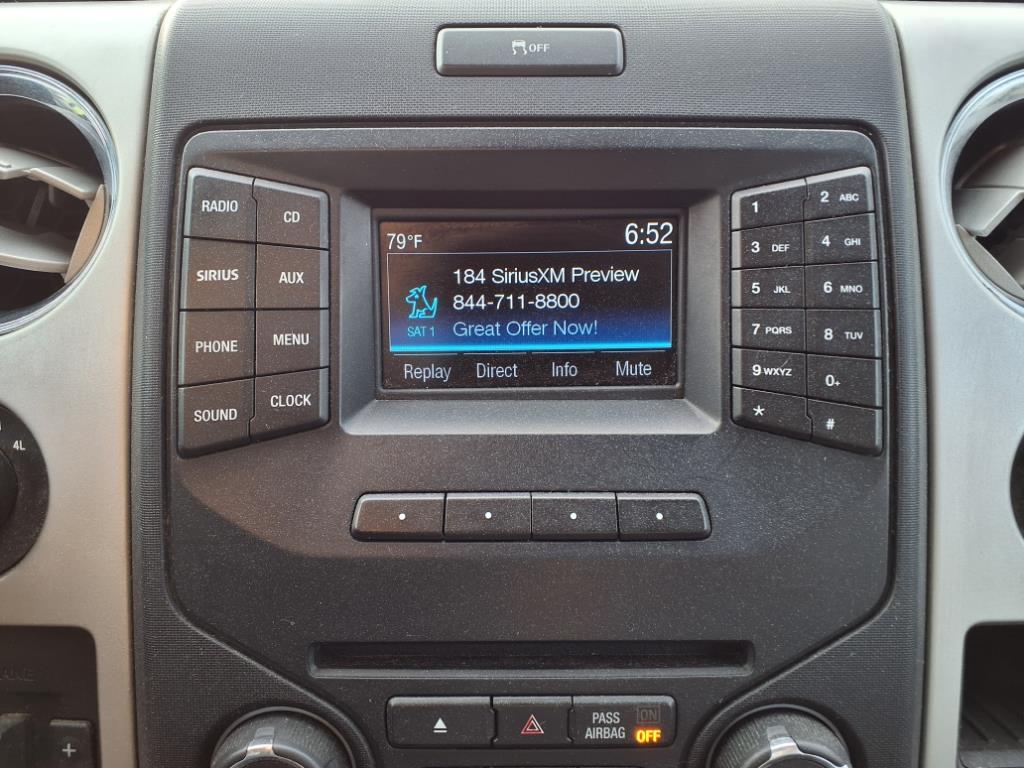 OFF
RADIO
CD
SIRIUS
AUX
PHONE
MENU
SOUND
CLOCK
79°F
6:52
184 SiriusXM Preview
844-711-8800
SAT 1
Great Offer Now!
Replay Direct Info Mute
1
2 ABC
3 DEF
4 GHI
5 JKL
6 MNO
7 PQRS
8 TUV
9 WXYZ
0+
*
#
4L
PASS
AIRBAG
ON
OFF
+